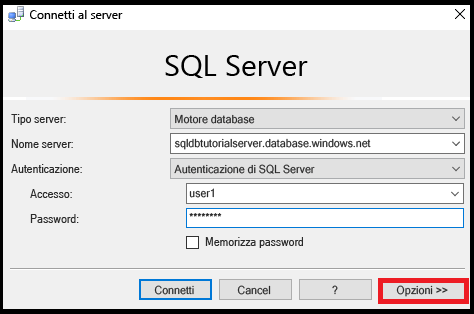 Connetti al server
SQL Server
Tipo server: Motore database
Nome server: sqldbtutorialserver.database.windows.net
Autenticazione: Autenticazione di SQL Server
Accesso: user1
Password: ********
Memorizza password
Connetti Cancel ? Opzioni >>